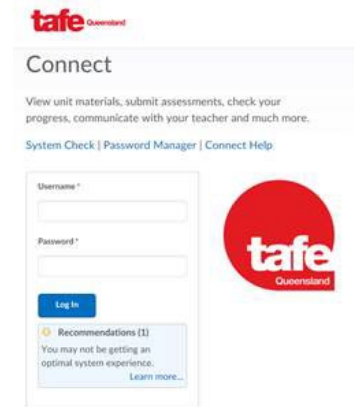 tafe Queensland
Connect
View unit materials, submit assessments, check your
progress, communicate with your teacher and much more.
System Check | Password Manager | Connect Help
Username *
Password *
Log In
Recommendations (1)
You may not be getting an
optimal system experience.
Learn more...
tafe
Queensland